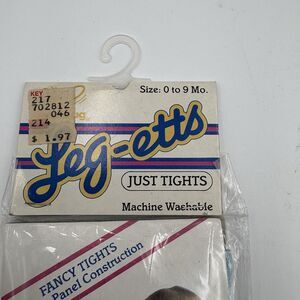 KEY
217
702812
046
214
$ 1.97
Size: 0 to 9 Mo.
Leg-etts
JUST TIGHTS
Machine Washable
FANCY TIGHTS
Panel Construction